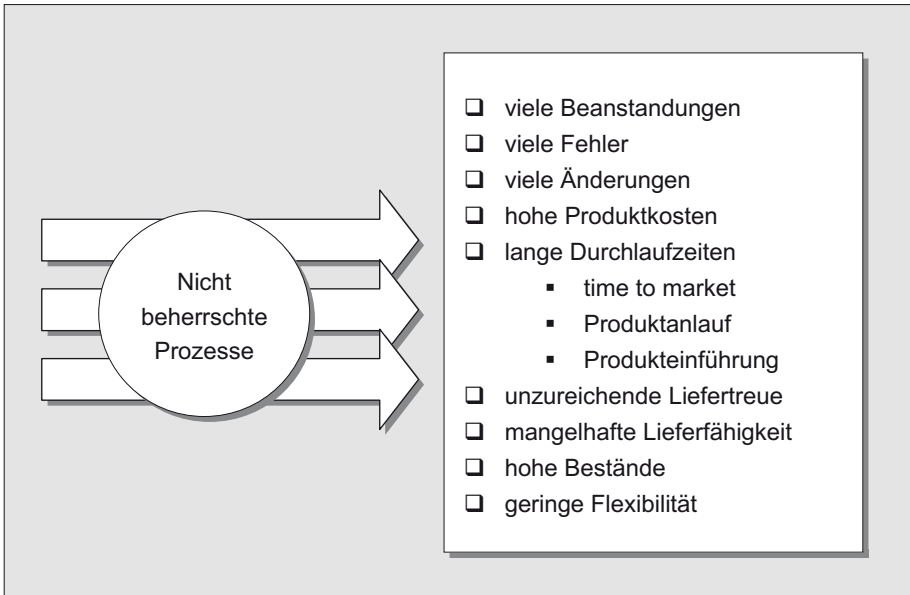 Nicht
beherrschte
Prozesse
❑ viele Beanstandungen
❑ viele Fehler
❑ viele Änderungen
❑ hohe Produktkosten
❑ lange Durchlaufzeiten
▪ time to market
▪ Produktanlauf
▪ Produkteinführung
❑ unzureichende Liefertreue
❑ mangelhafte Lieferfähigkeit
❑ hohe Bestände
❑ geringe Flexibilität